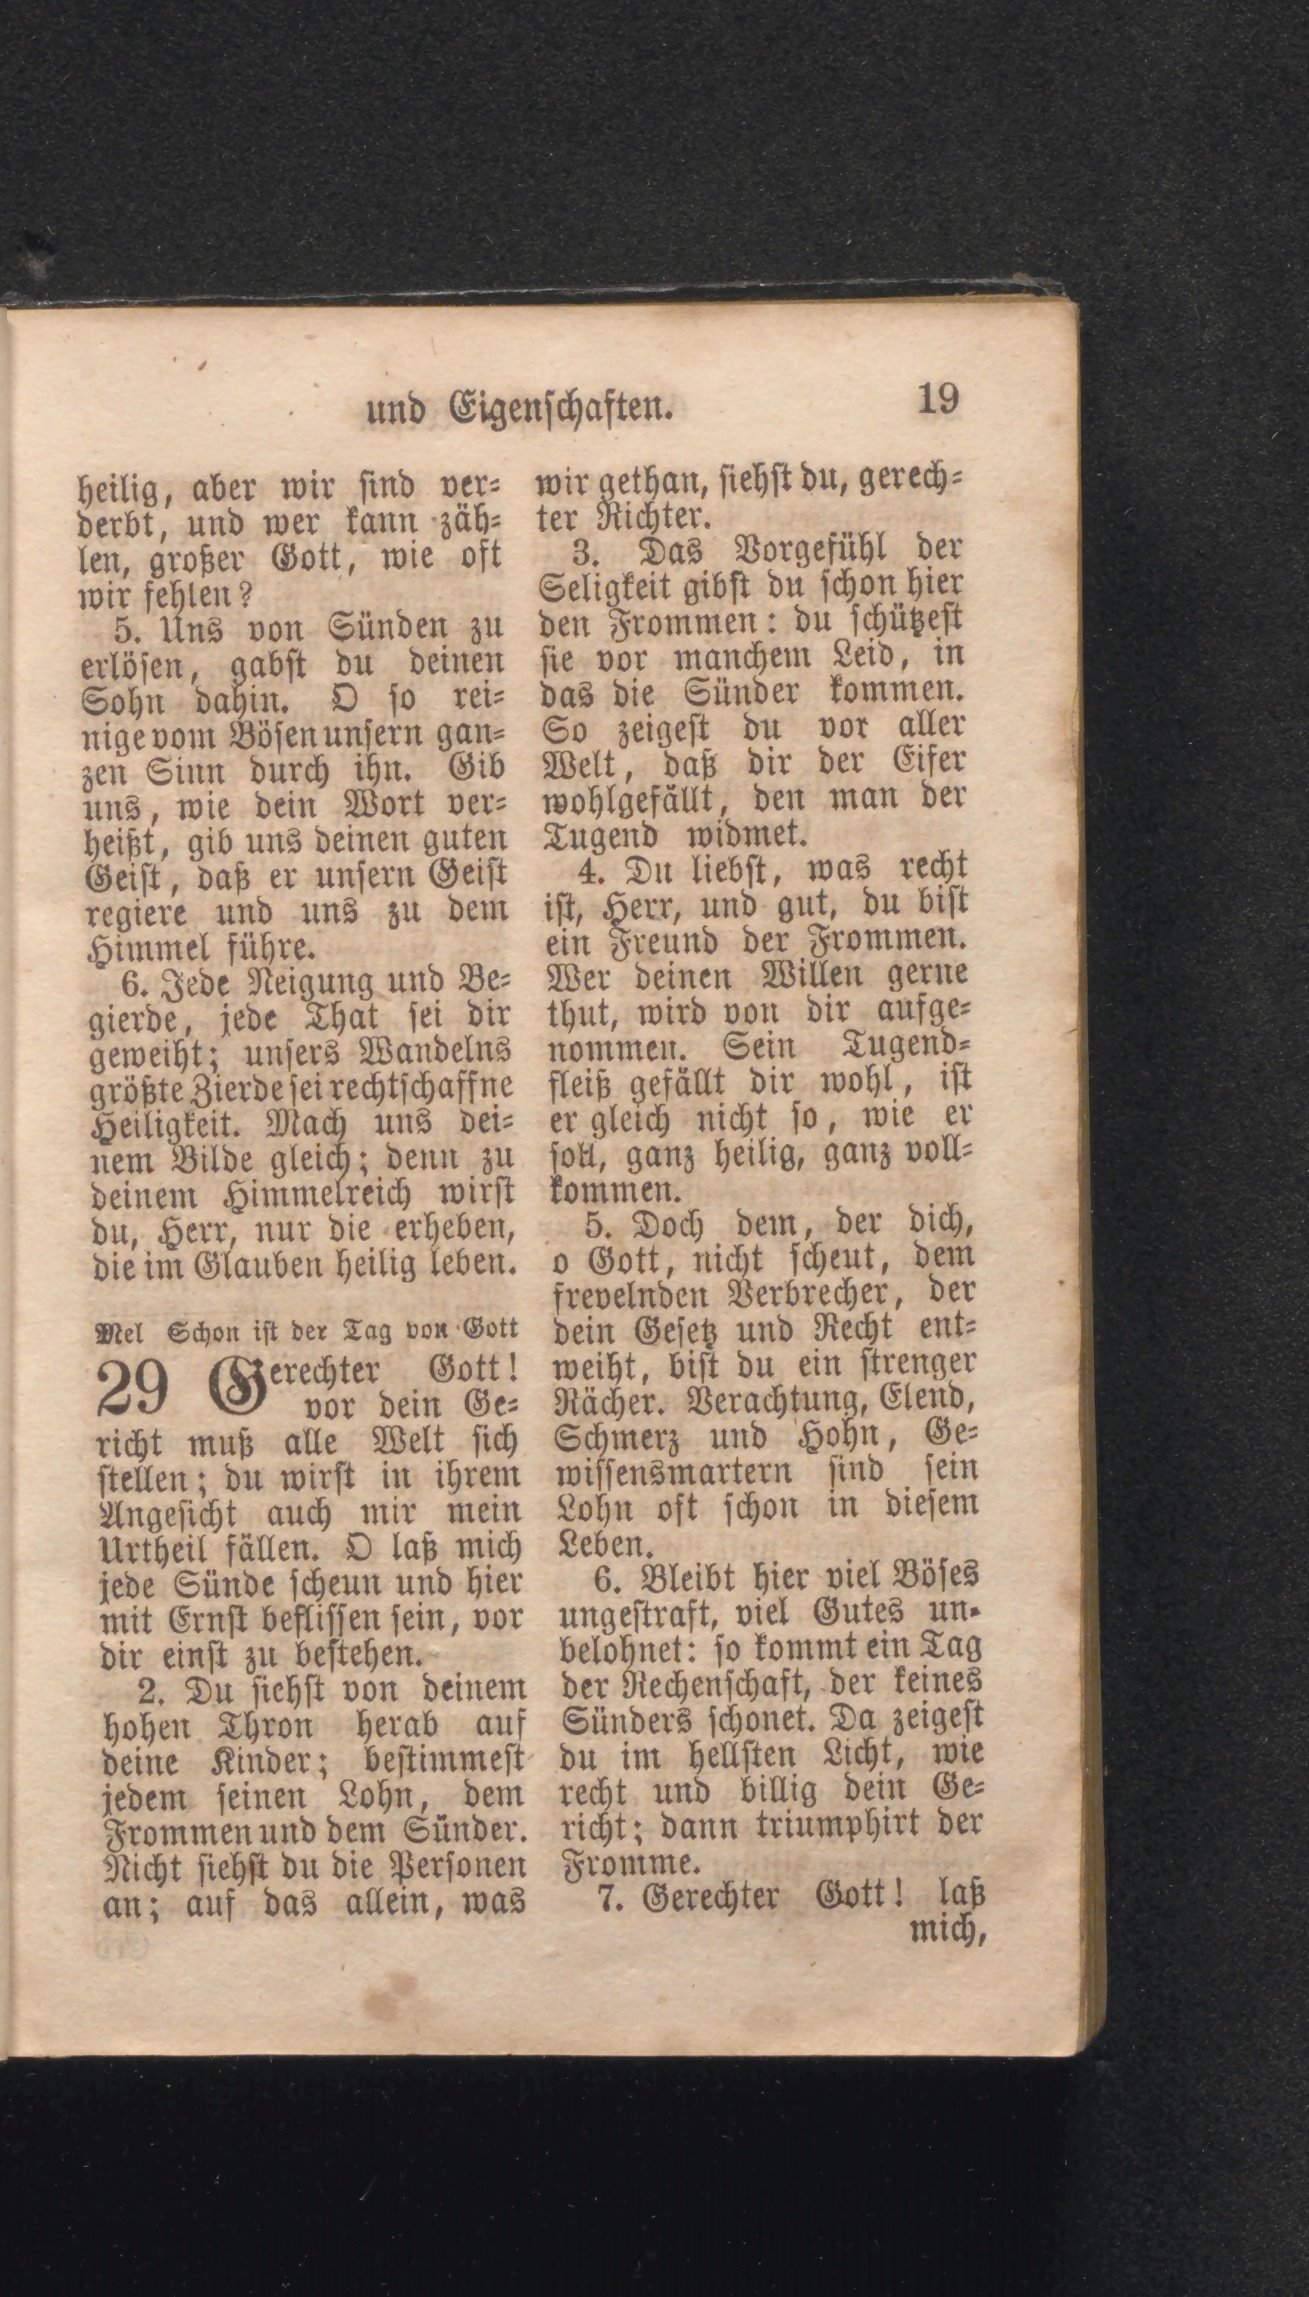 und Eigenschaften.
19
heilig, aber wir sind ver-
derbt, und wer kann zäh-
len, großer Gott, wie oft
wir fehlen?
5. Uns von Sünden zu
erlösen, gabst du deinen
Sohn dahin. O so rei-
nige vom Bösen unsern gan-
zen Sinn durch ihn. Gib
uns, wie dein Wort ver-
heißt, gib uns deinen guten
Geist, daß er unsern Geist
regiere und uns zu dem
Himmel führe.
6. Jede Neigung und Be-
gierde, jede That sei dir
geweiht; unsers Wandelns
größte Zierde sei rechtschaffne
Heiligkeit. Mach uns dei-
nem Bilde gleich; denn zu
deinem Himmelreich wirst
du, Herr, nur die erheben,
die im Glauben heilig leben.
Mel Schon ist der Tag von Gott
29 Gerechter Gott!
vor dein Ge-
richt muß alle Welt sich
stellen; du wirst in ihrem
Angesicht auch mir mein
Urtheil fällen. O laß mich
jede Sünde scheun und hier
mit Ernst beflissen sein, vor
dir einst zu bestehen.
2. Du siehst von deinem
hohen Thron herab auf
deine Kinder; bestimmest
jedem seinen Lohn, dem
Frommen und dem Sünder.
Nicht siehst du die Personen
an; auf das allein, was
wir gethan, siehst du, gerech-
ter Richter.
3. Das Vorgefühl der
Seligkeit gibst du schon hier
den Frommen: du schützest
sie vor manchem Leid, in
das die Sünder kommen.
So zeigest du vor aller
Welt, daß dir der Eifer
wohlgefällt, den man der
Tugend widmet.
4. Du liebst, was recht
ist, Herr, und gut, du bist
ein Freund der Frommen.
Wer deinen Willen gerne
thut, wird von dir aufge-
nommen. Sein Tugend-
fleiß gefällt dir wohl, ist
er gleich nicht so, wie er
soll, ganz heilig, ganz voll-
kommen.
5. Doch dem, der dich,
o Gott, nicht scheut, dem
frevelnden Verbrecher, der
dein Gesetz und Recht ent-
weiht, bist du ein strenger
Rächer. Verachtung, Elend,
Schmerz und Hohn, Ge-
wissensmartern sind sein
Lohn oft schon in diesem
Leben.
6. Bleibt hier viel Böses
ungestraft, viel Gutes un-
belohnet: so kommt ein Tag
der Rechenschaft, der keines
Sünders schonet. Da zeigest
du im hellsten Licht, wie
recht und billig dein Ge-
richt; dann triumphirt der
Fromme.
7. Gerechter Gott! laß
mich,